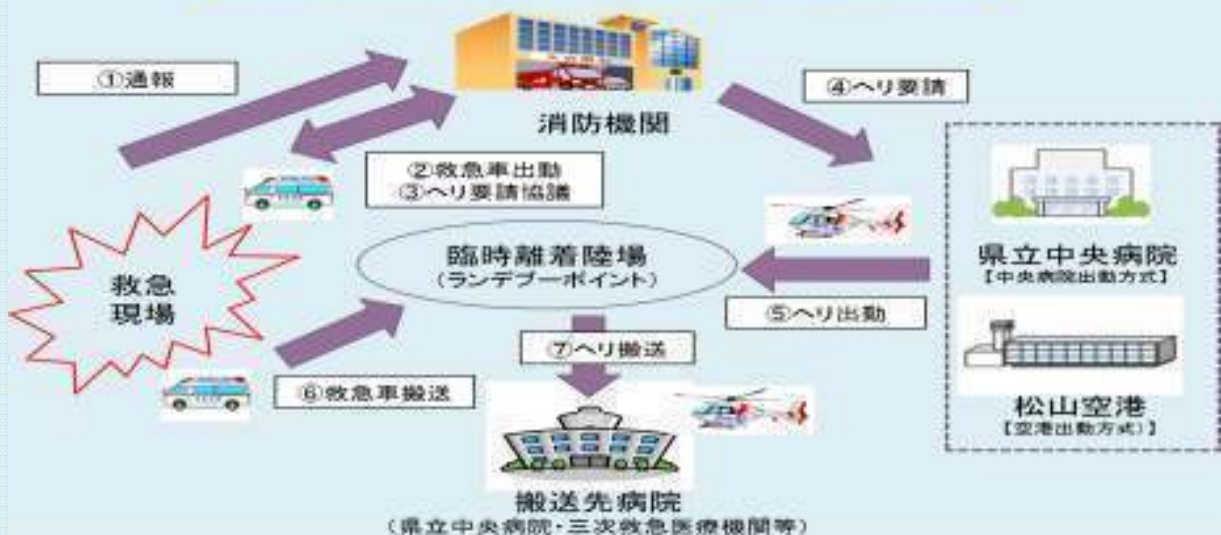 ①通報
消防機関
④ヘリ要請
②救急車出動
③ヘリ要請協議
臨時離着陸場
(ランデブーポイント)
救急
現場
県立中央病院
【中央病院出動方式】
⑤ヘリ出動
⑦ヘリ搬送
⑥救急車搬送
松山空港
【空港出動方式)】
搬送先病院
(県立中央病院・三次救急医療機関等)